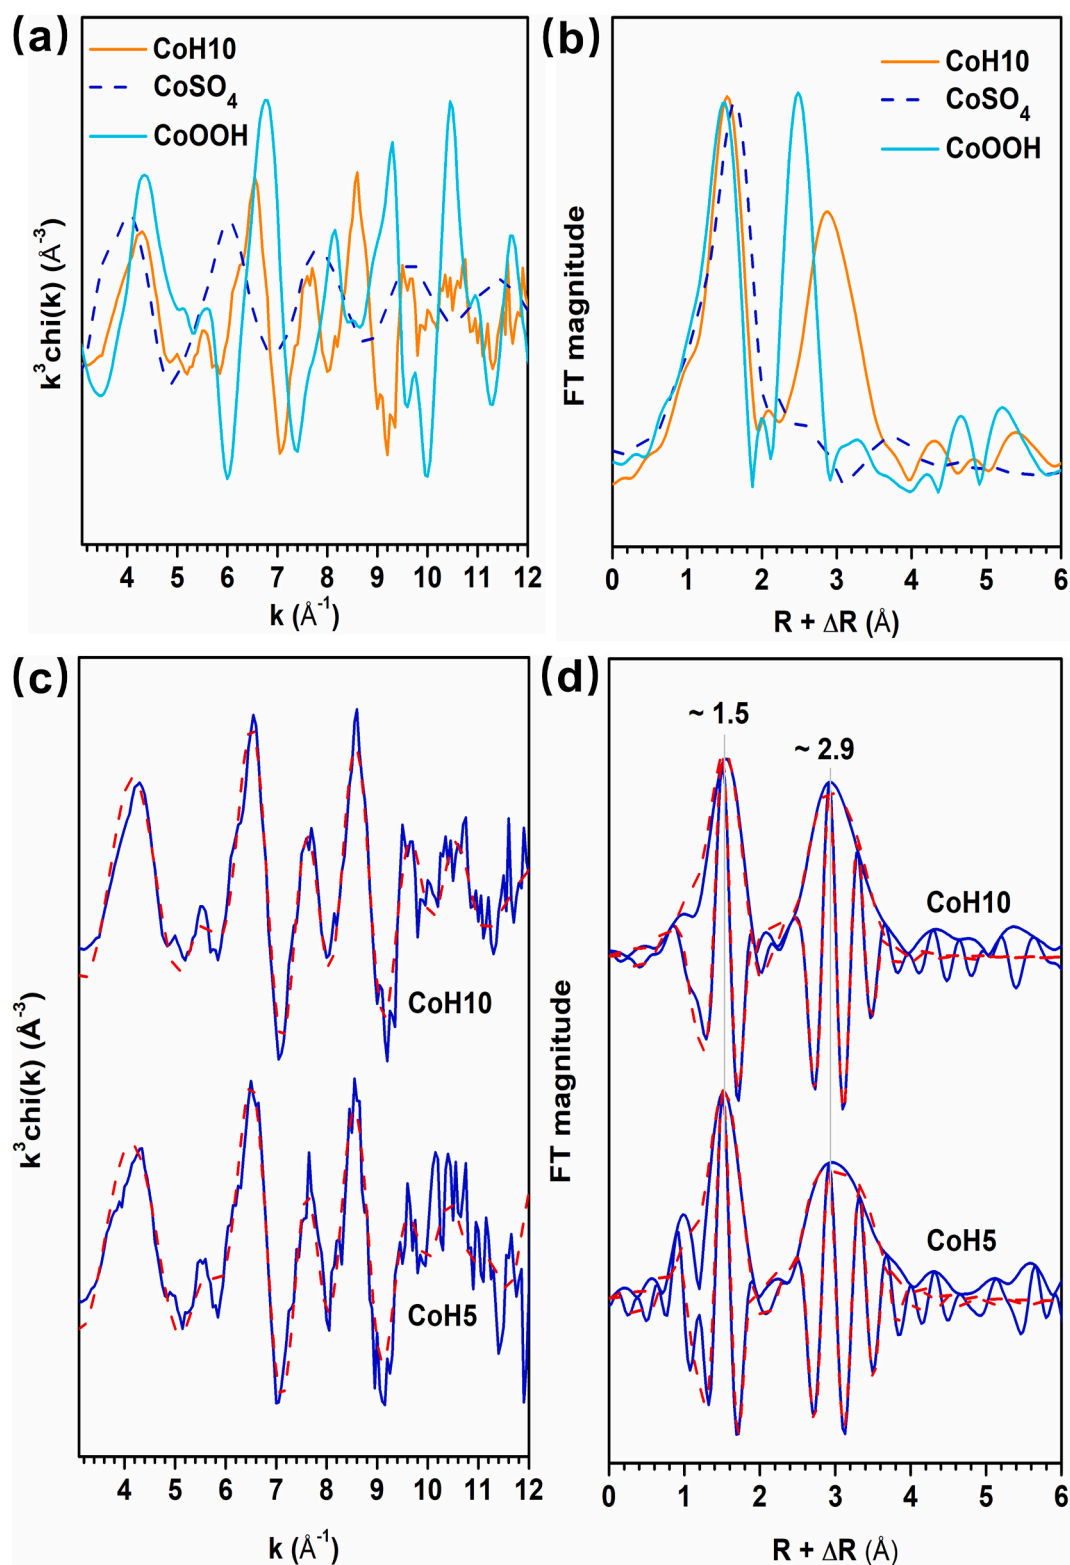 (a)
CoH10
CoSO4
CoOOH
k3chi(k) (Å-3)
4 5 6 7 8 9 10 11 12
k (Å-1)
(b)
CoH10
CoSO4
CoOOH
FT magnitude
0 1 2 3 4 5 6
R + ΔR (Å)
(c)
CoH10
CoH5
k3chi(k) (Å-3)
4 5 6 7 8 9 10 11 12
k (Å-1)
(d)
~ 1.5
~ 2.9
CoH10
CoH5
FT magnitude
0 1 2 3 4 5 6
R + ΔR (Å)